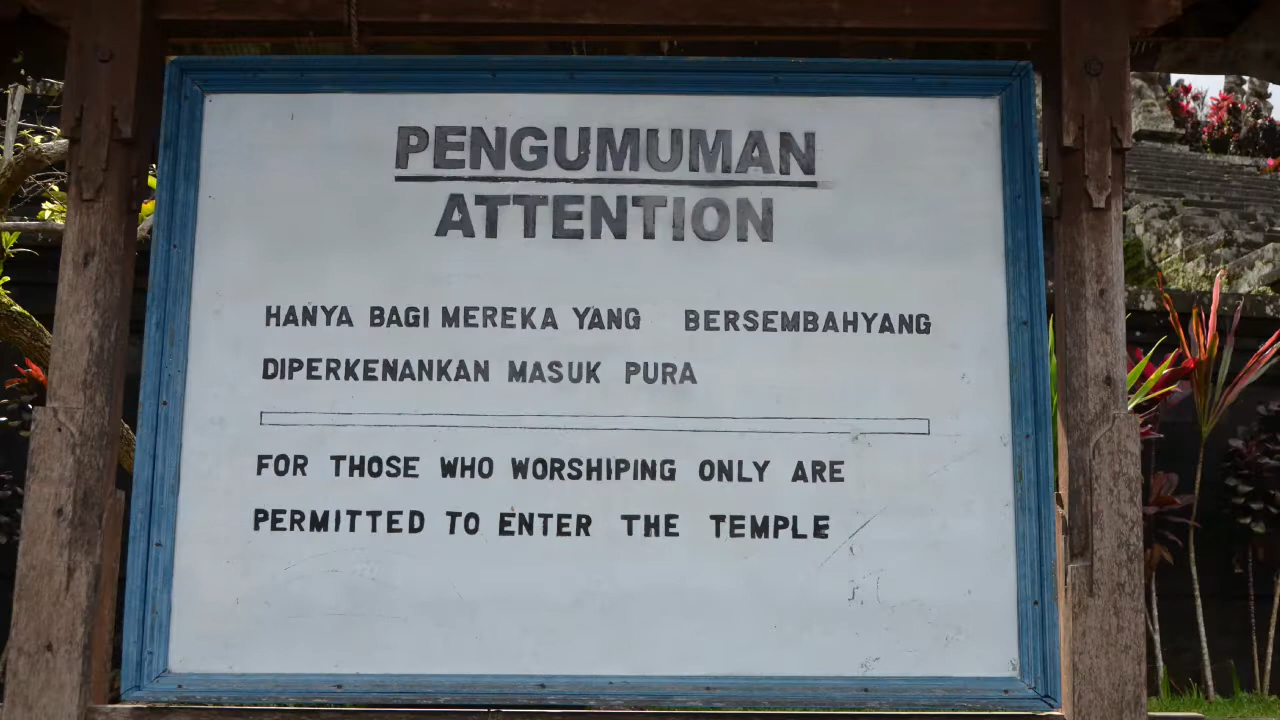 PENGUMUMAN
ATTENTION
HANYA BAGI MEREKA YANG BERSEMBAHYANG
DIPERKENANKAN MASUK PURA
FOR THOSE WHO WORSHIPING ONLY ARE
PERMITTED TO ENTER THE TEMPLE